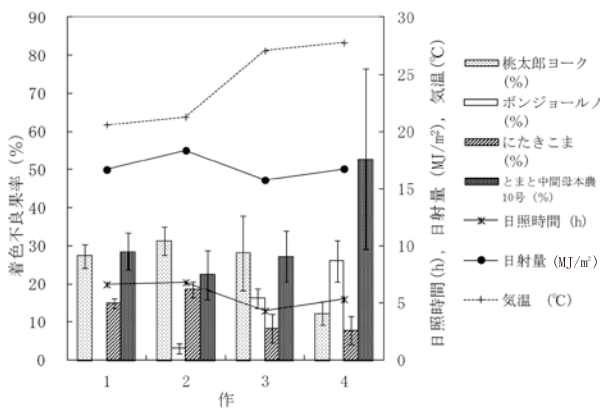 着色不良果率 (%)
90
80
70
60
50
40
30
20
10
0
1
2
3
4
作
30
25
20
15
10
5
0
日照時間(h), 日射量 (MJ/m²), 気温(℃)
桃太郎ヨーク
(%)
ボンジョールノ
(%)
にたきこま
(%)
とまと中間母本農
10号 (%)
日照時間 (h)
日射量 (MJ/m²)
気温 (℃)